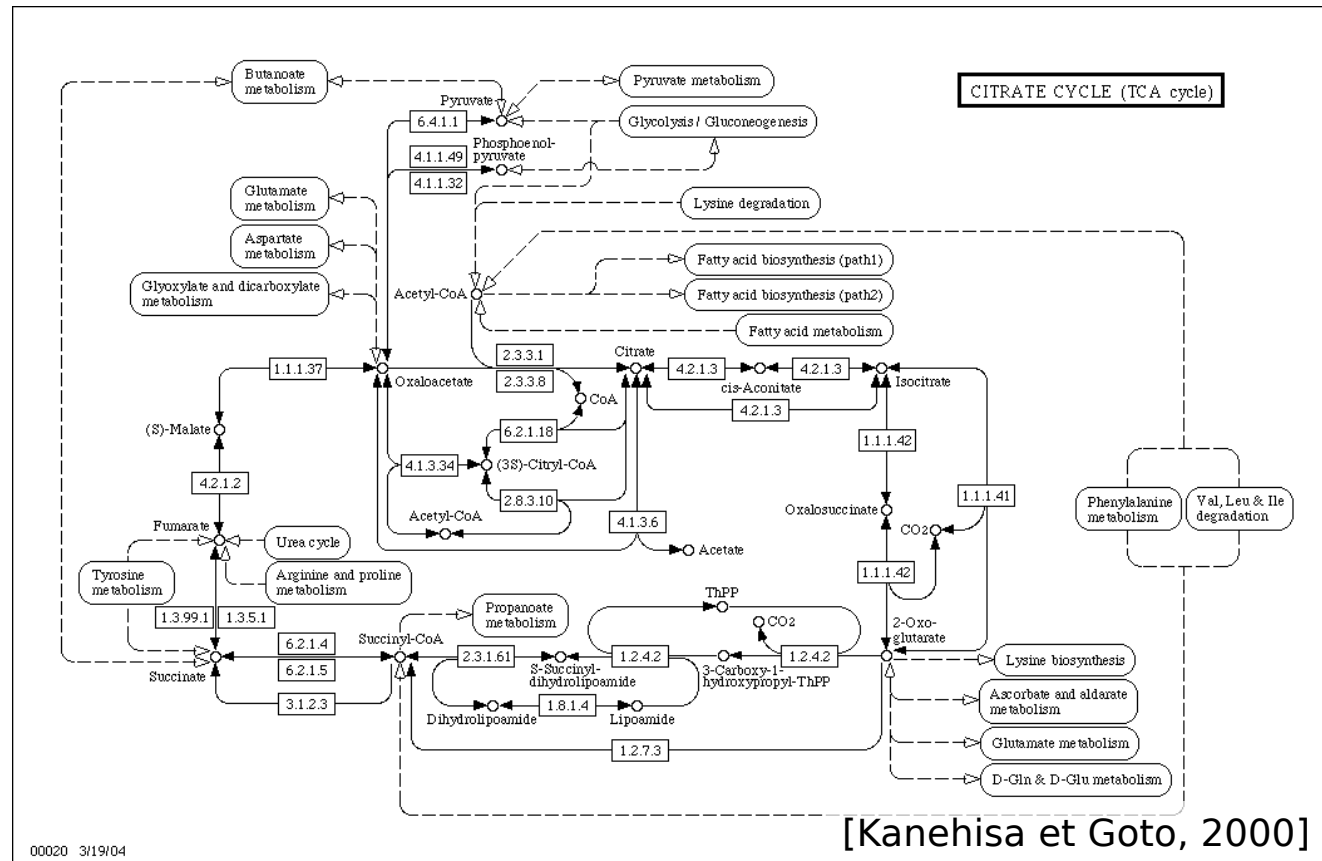 Butanoate
metabolism
Pyruvate metabolism
CITRATE CYCLE (TCA cycle)
Pyruvate
6.4.1.1
Glycolysis / Gluconeogenesis
Phosphoenol-
pyruvate
4.1.1.49
4.1.1.32
Glutamate
metabolism
Lysine degradation
Aspartate
metabolism
Fatty acid biosynthesis (path1)
Glyoxylate and dicarboxylate
metabolism
Acetyl-CoA
Fatty acid biosynthesis (path2)
Fatty acid metabolism
1.1.1.37
Oxaloacetate
2.3.3.1
2.3.3.8
Citrate
4.2.1.3
cis-Aconitate
4.2.1.3
Isocitrate
4.2.1.3
CoA
(S)-Malate
6.2.1.18
1.1.1.42
4.1.3.34
(3S)-Citryl-CoA
4.2.1.2
2.8.3.10
1.1.1.41
Phenylalanine
metabolism
Val, Leu & Ile
degradation
Oxalosuccinate
Acetyl-CoA
4.1.3.6
CO2
Fumarate
Urea cycle
Acetate
Tyrosine
metabolism
Arginine and proline
metabolism
1.1.1.42
1.3.99.1
1.3.5.1
Propanoate
metabolism
ThPP
CO2
2-Oxo-
glutarate
Succinyl-CoA
6.2.1.4
6.2.1.5
2.3.1.61
S-Succinyl-
dihydrolipoamide
1.2.4.2
3-Carboxy-1-
hydroxypropyl-ThPP
1.2.4.2
Lysine biosynthesis
Succinate
3.1.2.3
Dihydrolipoamide
1.8.1.4
Lipoamide
Ascorbate and aldarate
metabolism
1.2.7.3
Glutamate metabolism
D-Gln & D-Glu metabolism
[Kanehisa et Goto, 2000]
00020 3/19/04